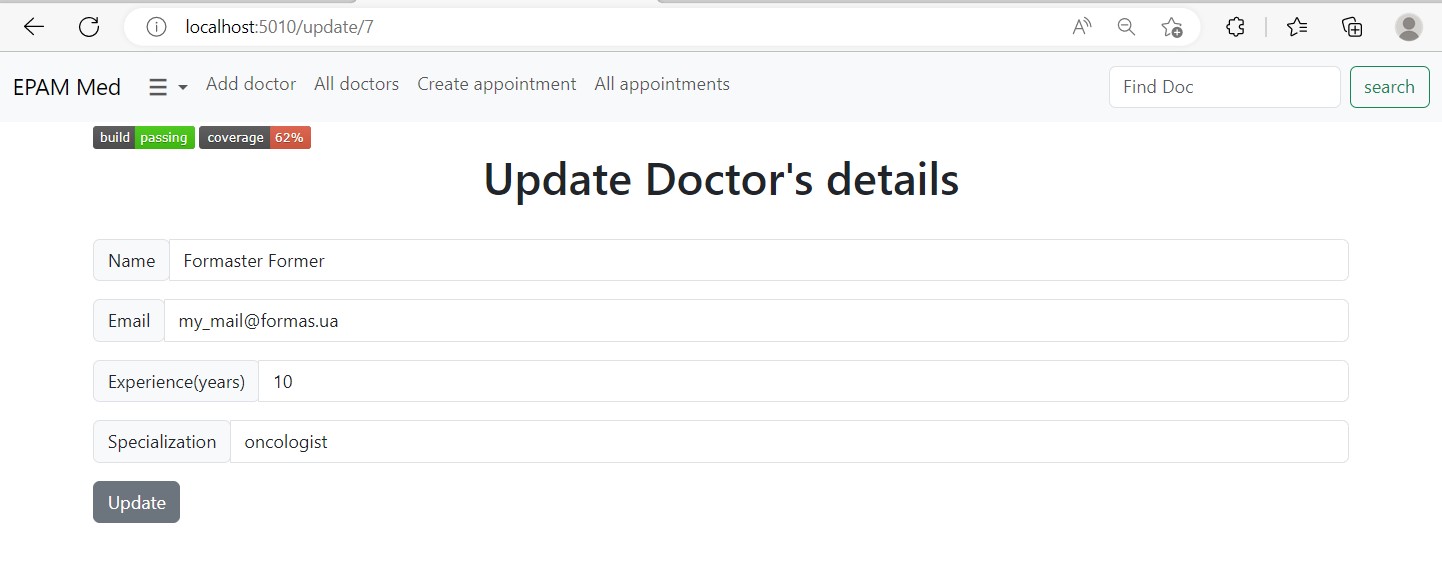 localhost:5010/update/7
EPAM Med Add doctor All doctors Create appointment All appointments Find Doc search
build passing coverage 62%
Update Doctor's details
Name Formaster Former
Email my_mail@formas.ua
Experience(years) 10
Specialization oncologist
Update